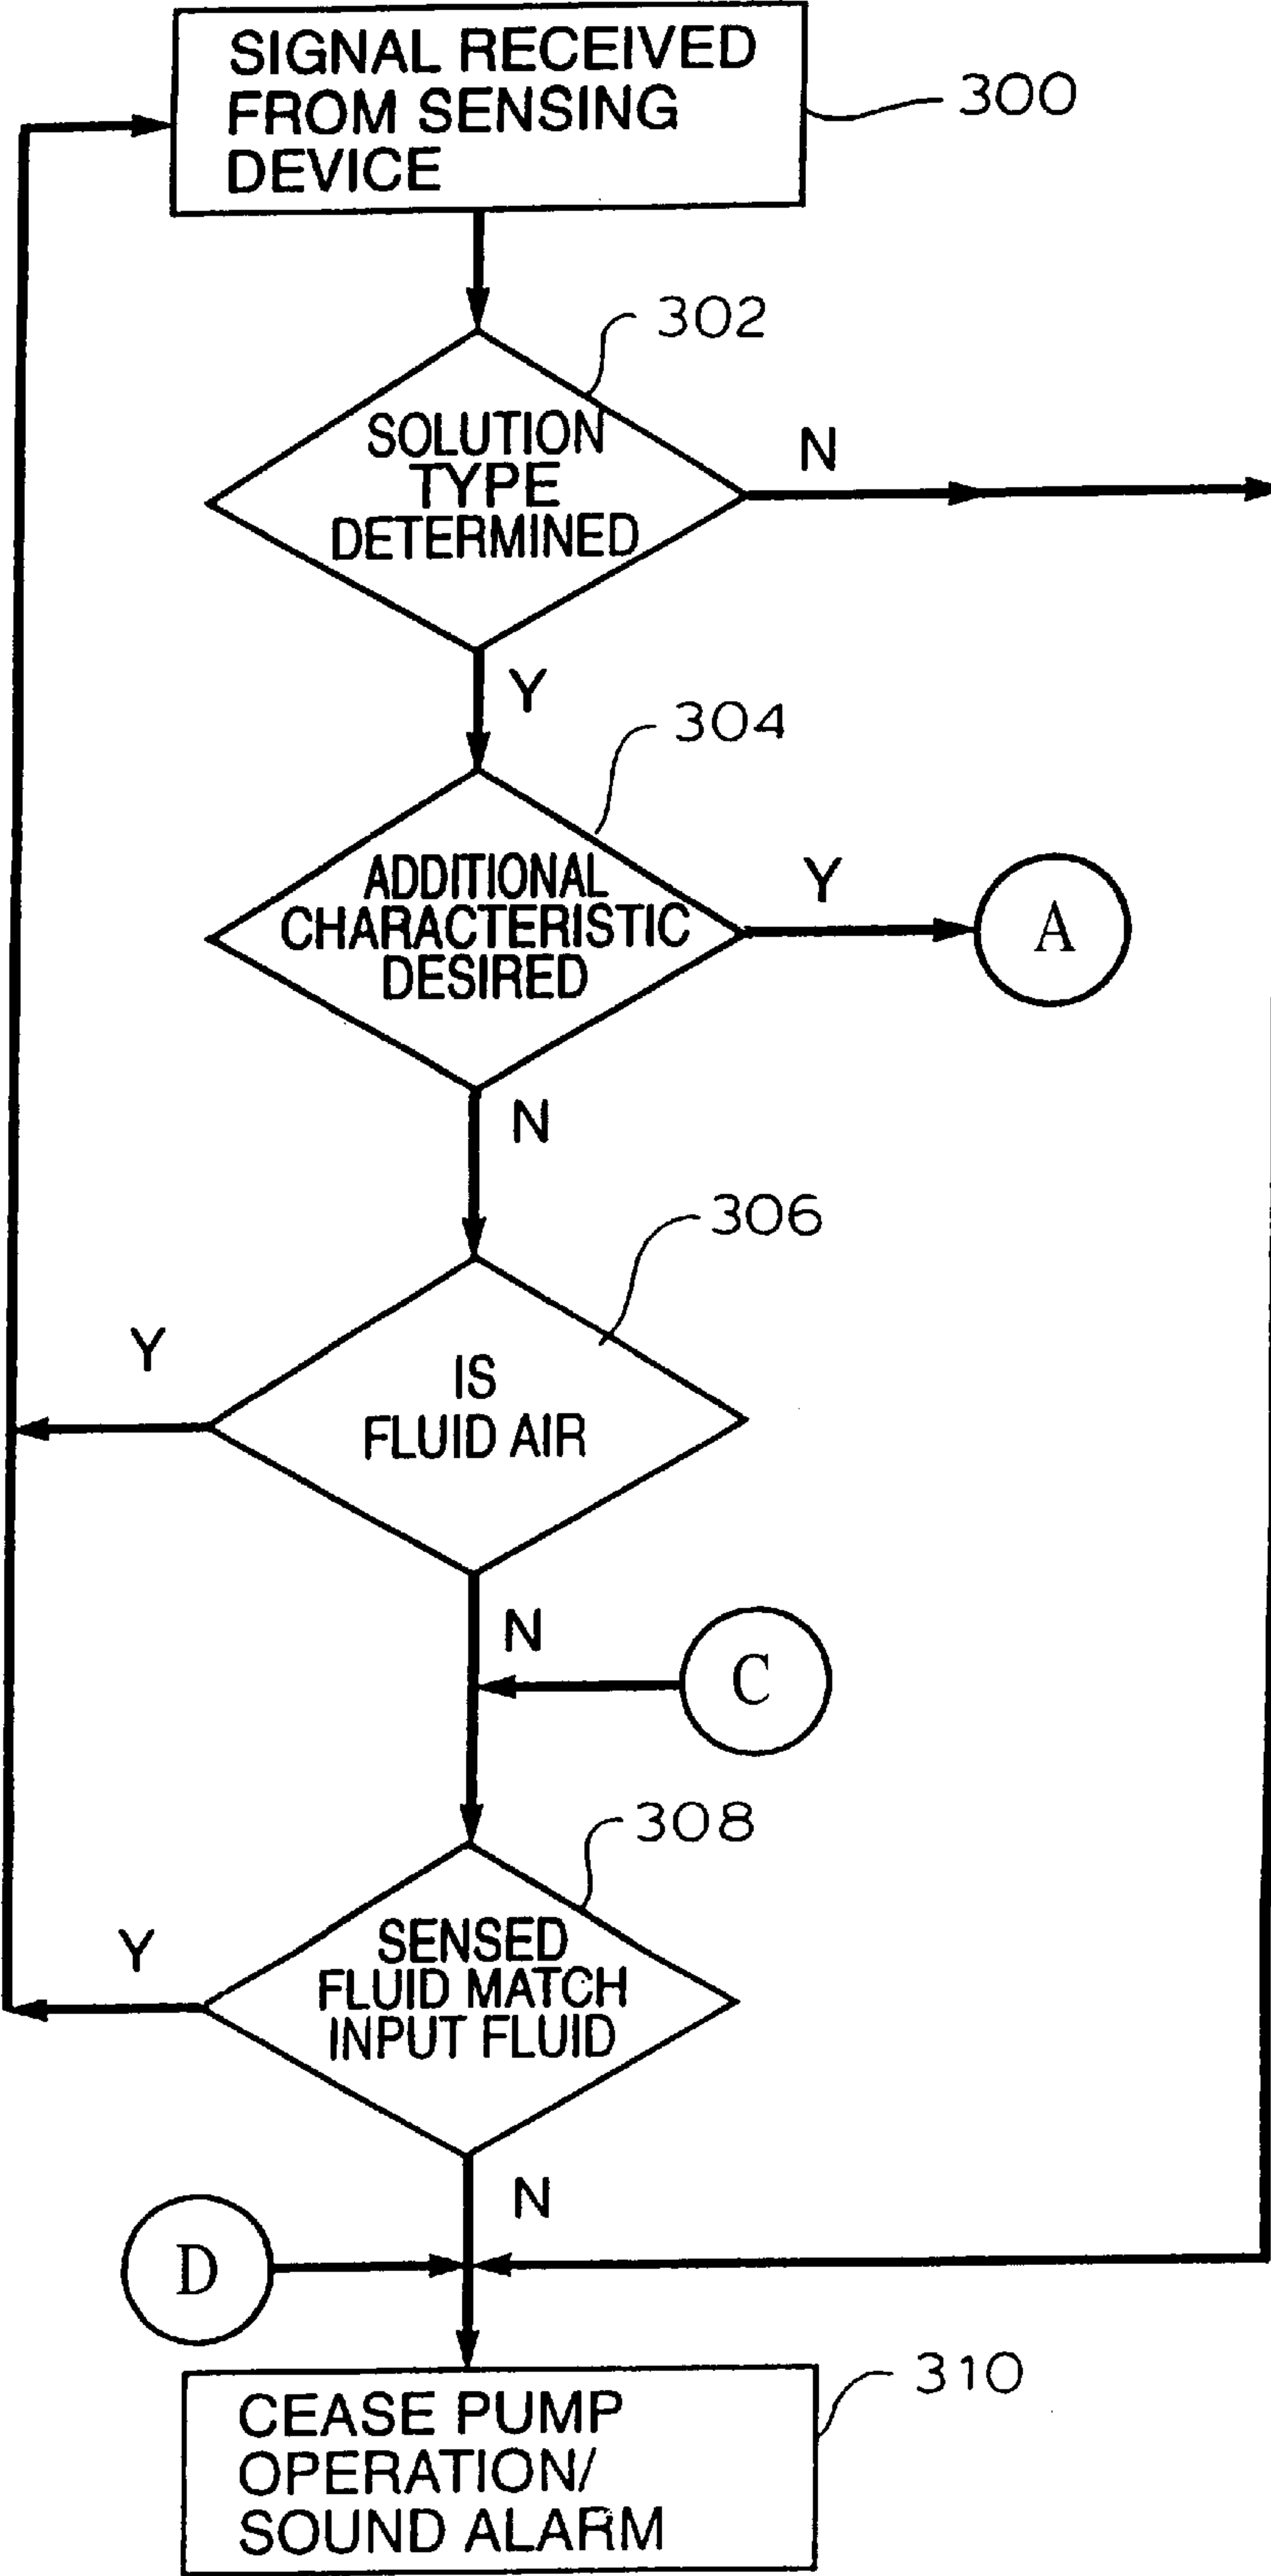 SIGNAL RECEIVED
FROM SENSING
DEVICE
300
302
SOLUTION
TYPE
DETERMINED
N
Y
304
ADDITIONAL
CHARACTERISTIC
DESIRED
Y
A
N
306
Y
IS
FLUID AIR
N
C
308
Y
SENSED
FLUID MATCH
INPUT FLUID
N
D
310
CEASE PUMP
OPERATION/
SOUND ALARM